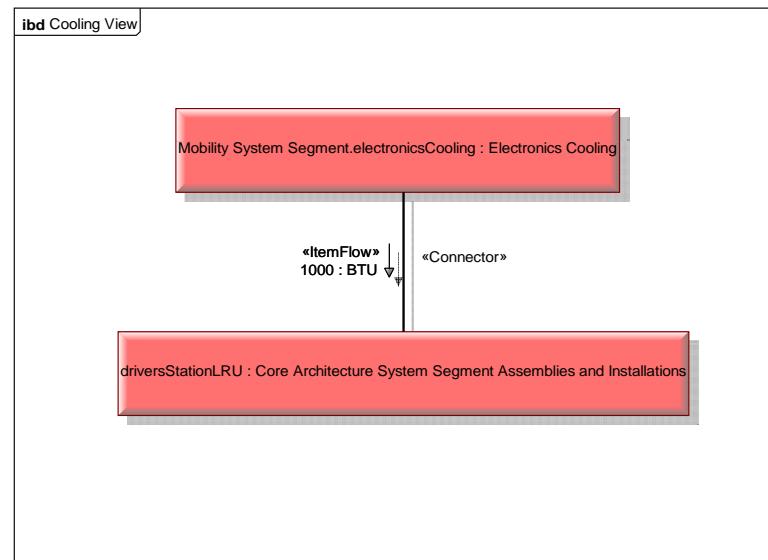 ibd Cooling View
Mobility System Segment.electronicsCooling : Electronics Cooling
«ItemFlow»
1000 : BTU
«Connector»
driversStationLRU : Core Architecture System Segment Assemblies and Installations